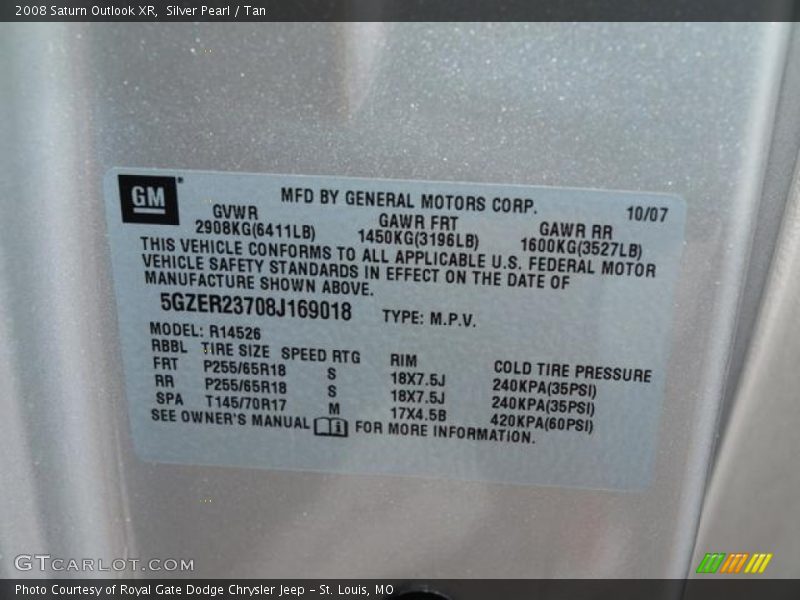 2008 Saturn Outlook XR, Silver Pearl / Tan
GM
MFD BY GENERAL MOTORS CORP. 10/07
GVWR GAWR FRT GAWR RR
2908KG(6411LB) 1450KG(3196LB) 1600KG(3527LB)
THIS VEHICLE CONFORMS TO ALL APPLICABLE U.S. FEDERAL MOTOR
VEHICLE SAFETY STANDARDS IN EFFECT ON THE DATE OF
MANUFACTURE SHOWN ABOVE.
5GZER23708J169018 TYPE: M.P.V.
MODEL: R14526
RBBL TIRE SIZE SPEED RTG RIM COLD TIRE PRESSURE
FRT P255/65R18 S 18X7.5J 240KPA(35PSI)
RR P255/65R18 S 18X7.5J 240KPA(35PSI)
SPA T145/70R17 M 17X4.5B 420KPA(60PSI)
SEE OWNER'S MANUAL FOR MORE INFORMATION.
GTCARLOT.COM
Photo Courtesy of Royal Gate Dodge Chrysler Jeep - St. Louis, MO